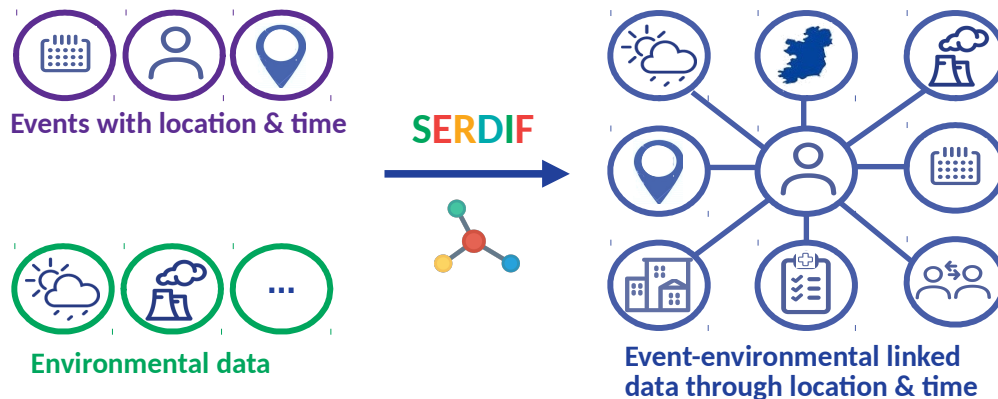 Events with location & time
SERDIF
...
Environmental data
Event-environmental linked
data through location & time